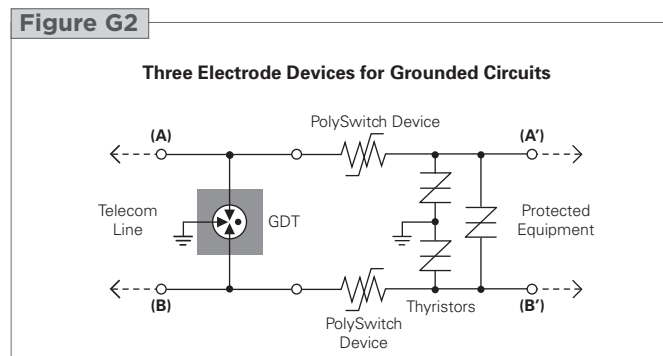 Figure G2
Three Electrode Devices for Grounded Circuits
PolySwitch Device
(A)
(A’)
Telecom
Line
GDT
Protected
Equipment
(B)
PolySwitch
Device
Thyristors
(B’)